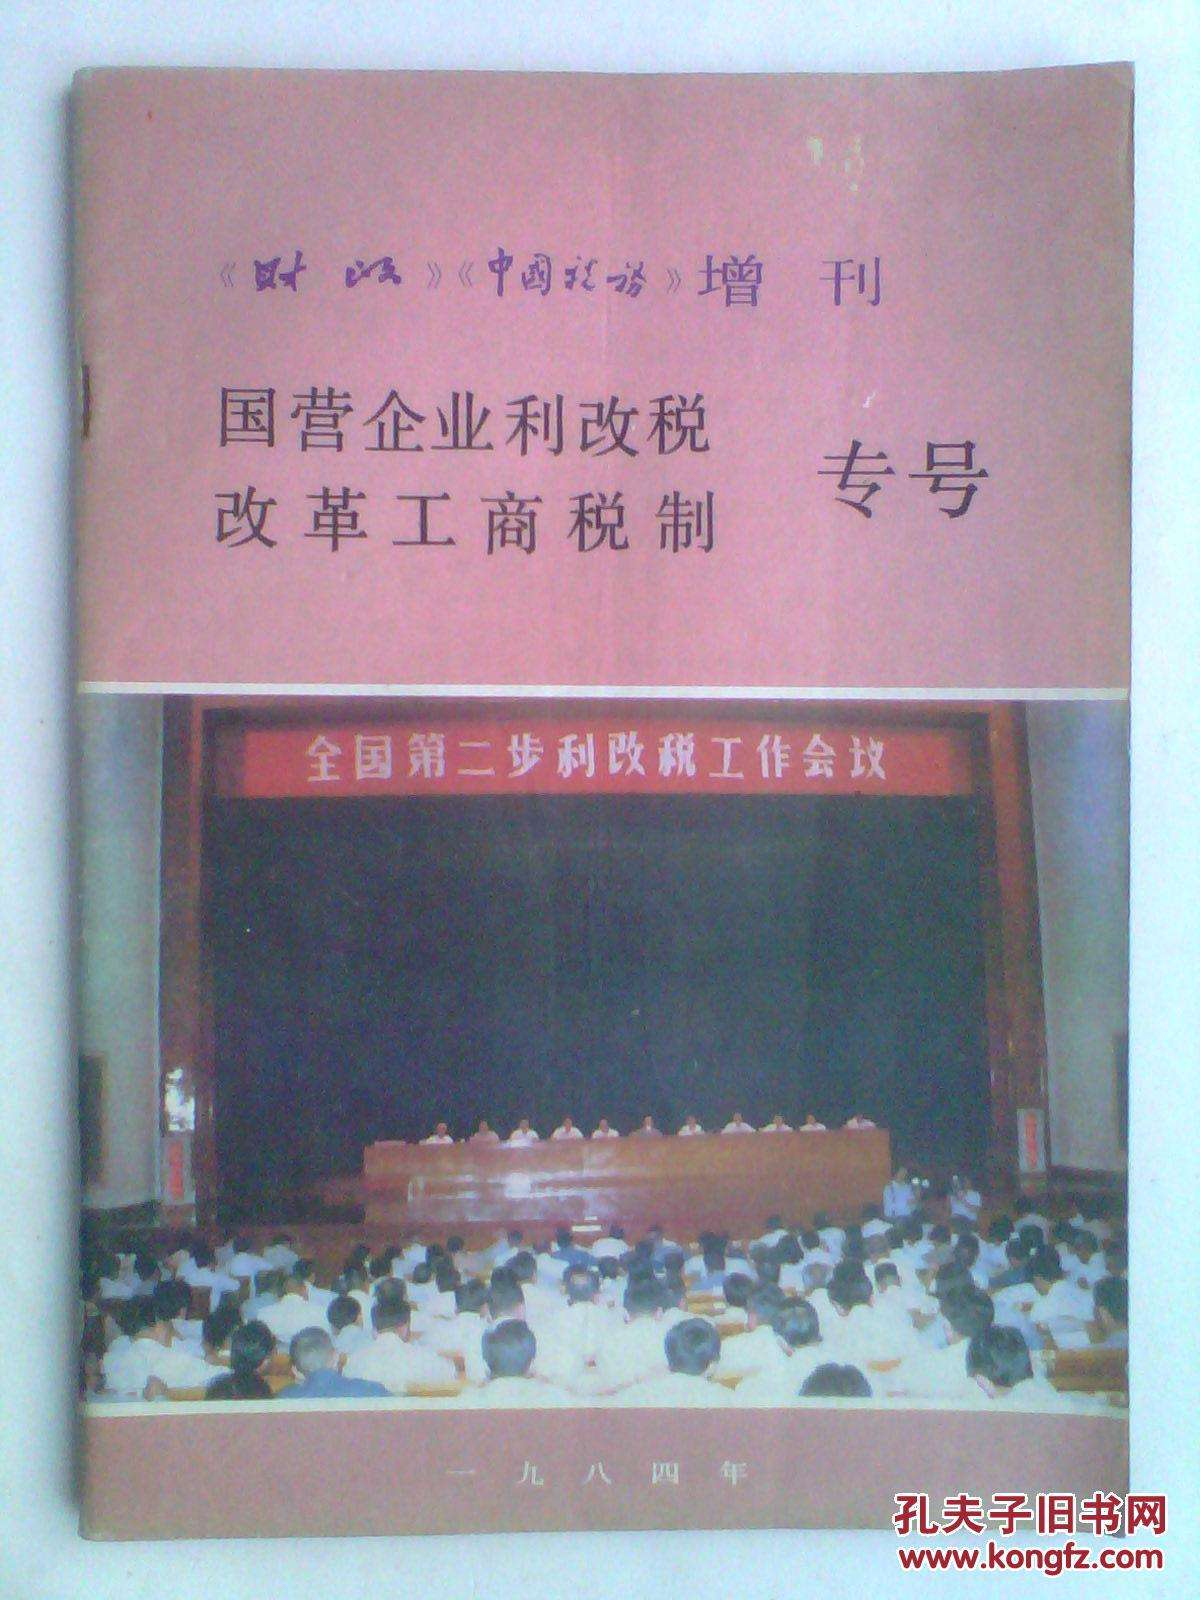 《财政》《中國税務》增刊
国营企业利改税
改革工商税制
专号
全国第二步利改税工作会议
一九八四年
孔夫子旧书网
www.kongfz.com